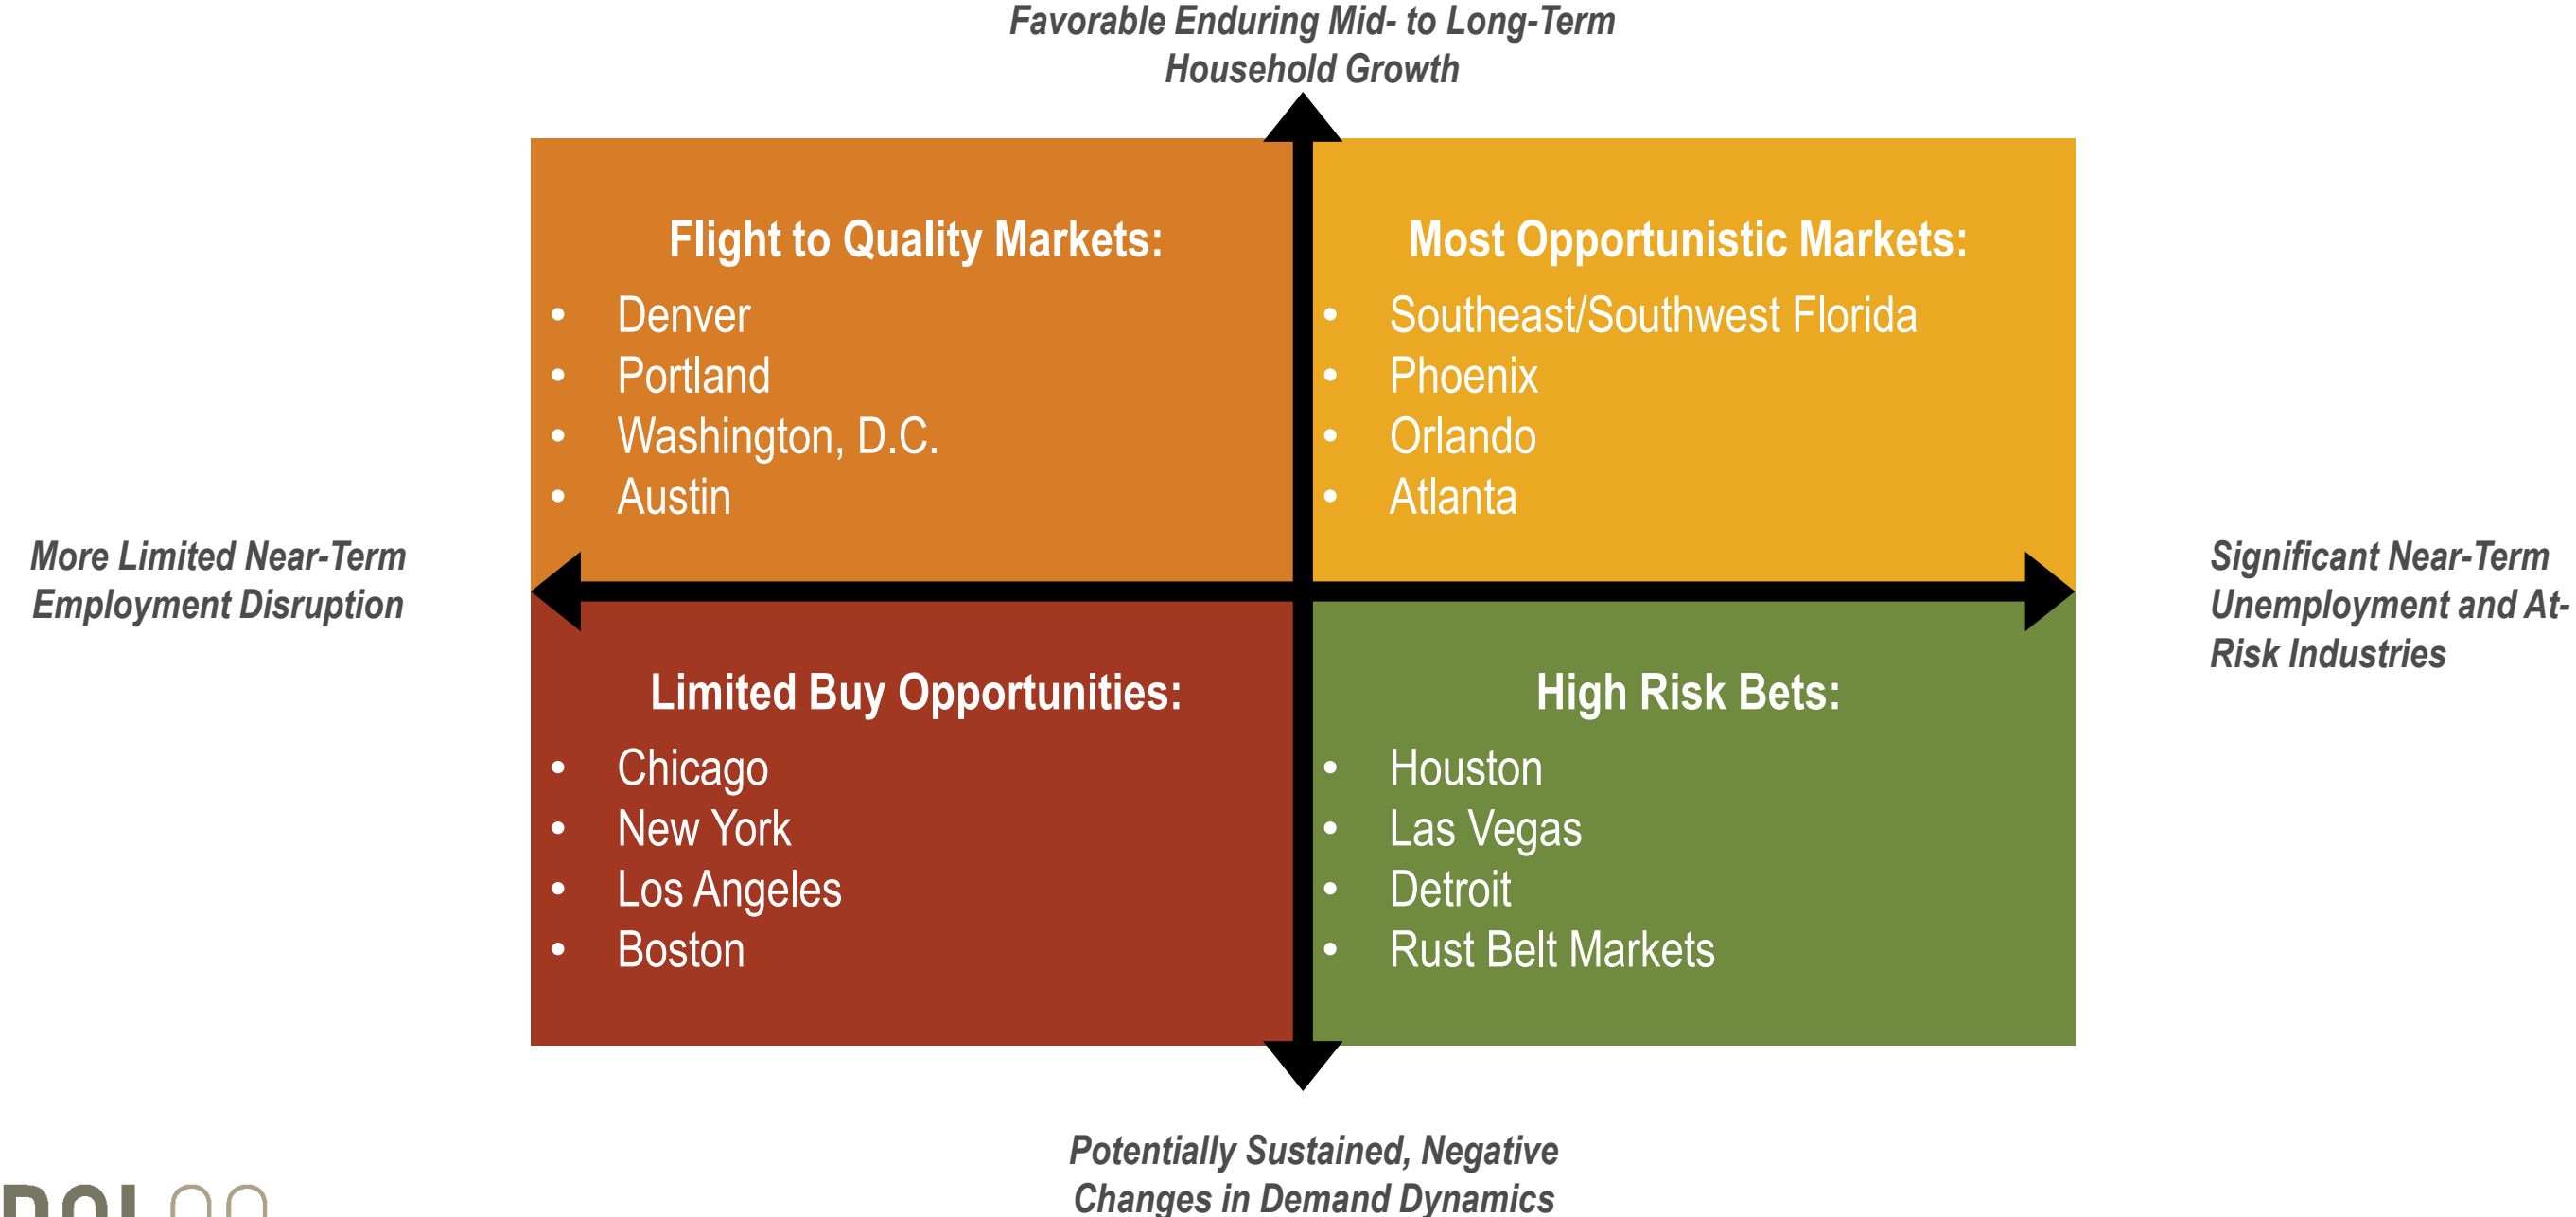 Favorable Enduring Mid- to Long-Term
Household Growth
Flight to Quality Markets:
• Denver
• Portland
• Washington, D.C.
• Austin
Most Opportunistic Markets:
• Southeast/Southwest Florida
• Phoenix
• Orlando
• Atlanta
More Limited Near-Term
Employment Disruption
Significant Near-Term
Unemployment and At-
Risk Industries
Limited Buy Opportunities:
• Chicago
• New York
• Los Angeles
• Boston
High Risk Bets:
• Houston
• Las Vegas
• Detroit
• Rust Belt Markets
Potentially Sustained, Negative
Changes in Demand Dynamics